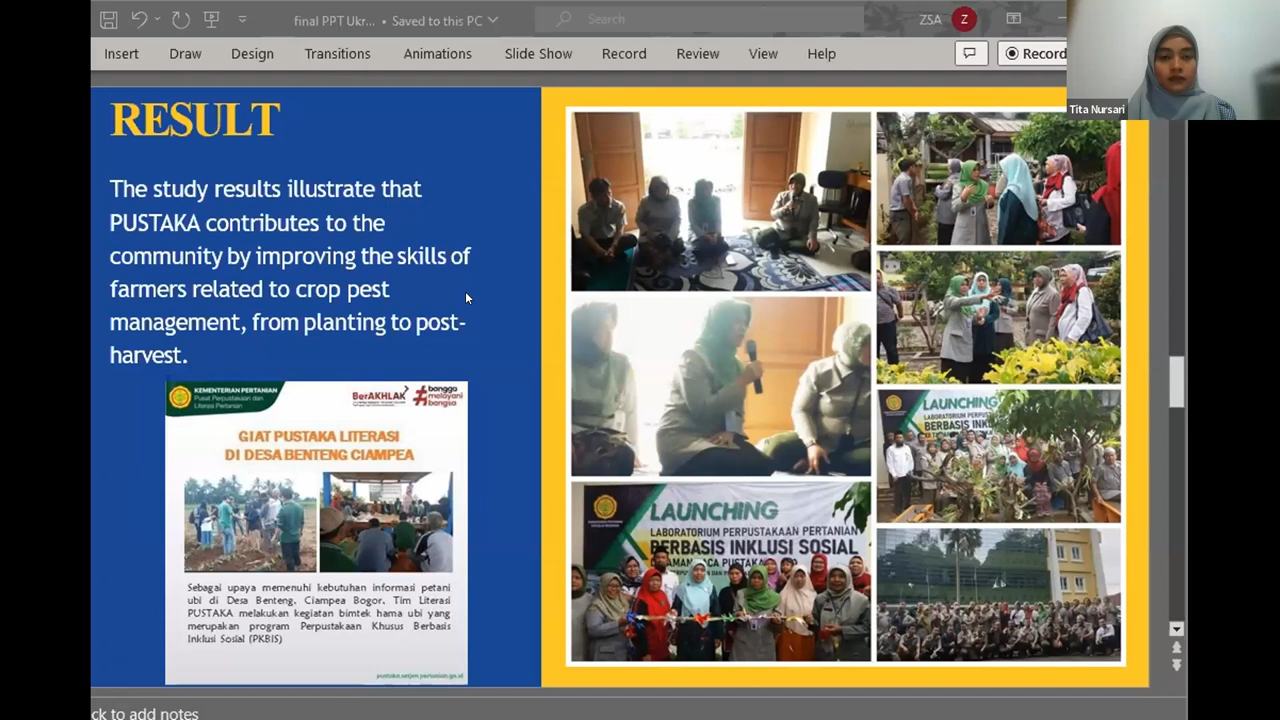 final PPT Ukr... • Saved to this PC
Search
ZSA
Z
Insert
Draw
Design
Transitions
Animations
Slide Show
Record
Review
View
Help
Record
Tita Nursari
RESULT
The study results illustrate that
PUSTAKA contributes to the
community by improving the skills of
farmers related to crop pest
management, from planting to post-
harvest.
KEMENTERIAN PERTANIAN
Pusat Perpustakaan dan
Literasi Pertanian
BerAKHLAK
#bangga
melayani
bangsa
GIAT PUSTAKA LITERASI
DI DESA BENTENG CIAMPEA
Sebagai upaya memenuhi kebutuhan informasi petani
ubi di Desa Benteng, Ciampea Bogor, Tim Literasi
PUSTAKA melakukan kegiatan bimtek hama ubi yang
merupakan program Perpustakaan Khusus Berbasis
Inklusi Sosial (PKBIS)
pustaka.setjen.pertanian.go.id
LAUNCHING
LABORATORIUM PERPUSTAKAAN PERTANIAN
BERBASIS INKLUSI SOSIAL
LAUNCHING
LABORATORIUM PERPUS
BERBASIS INK
ck to add notes